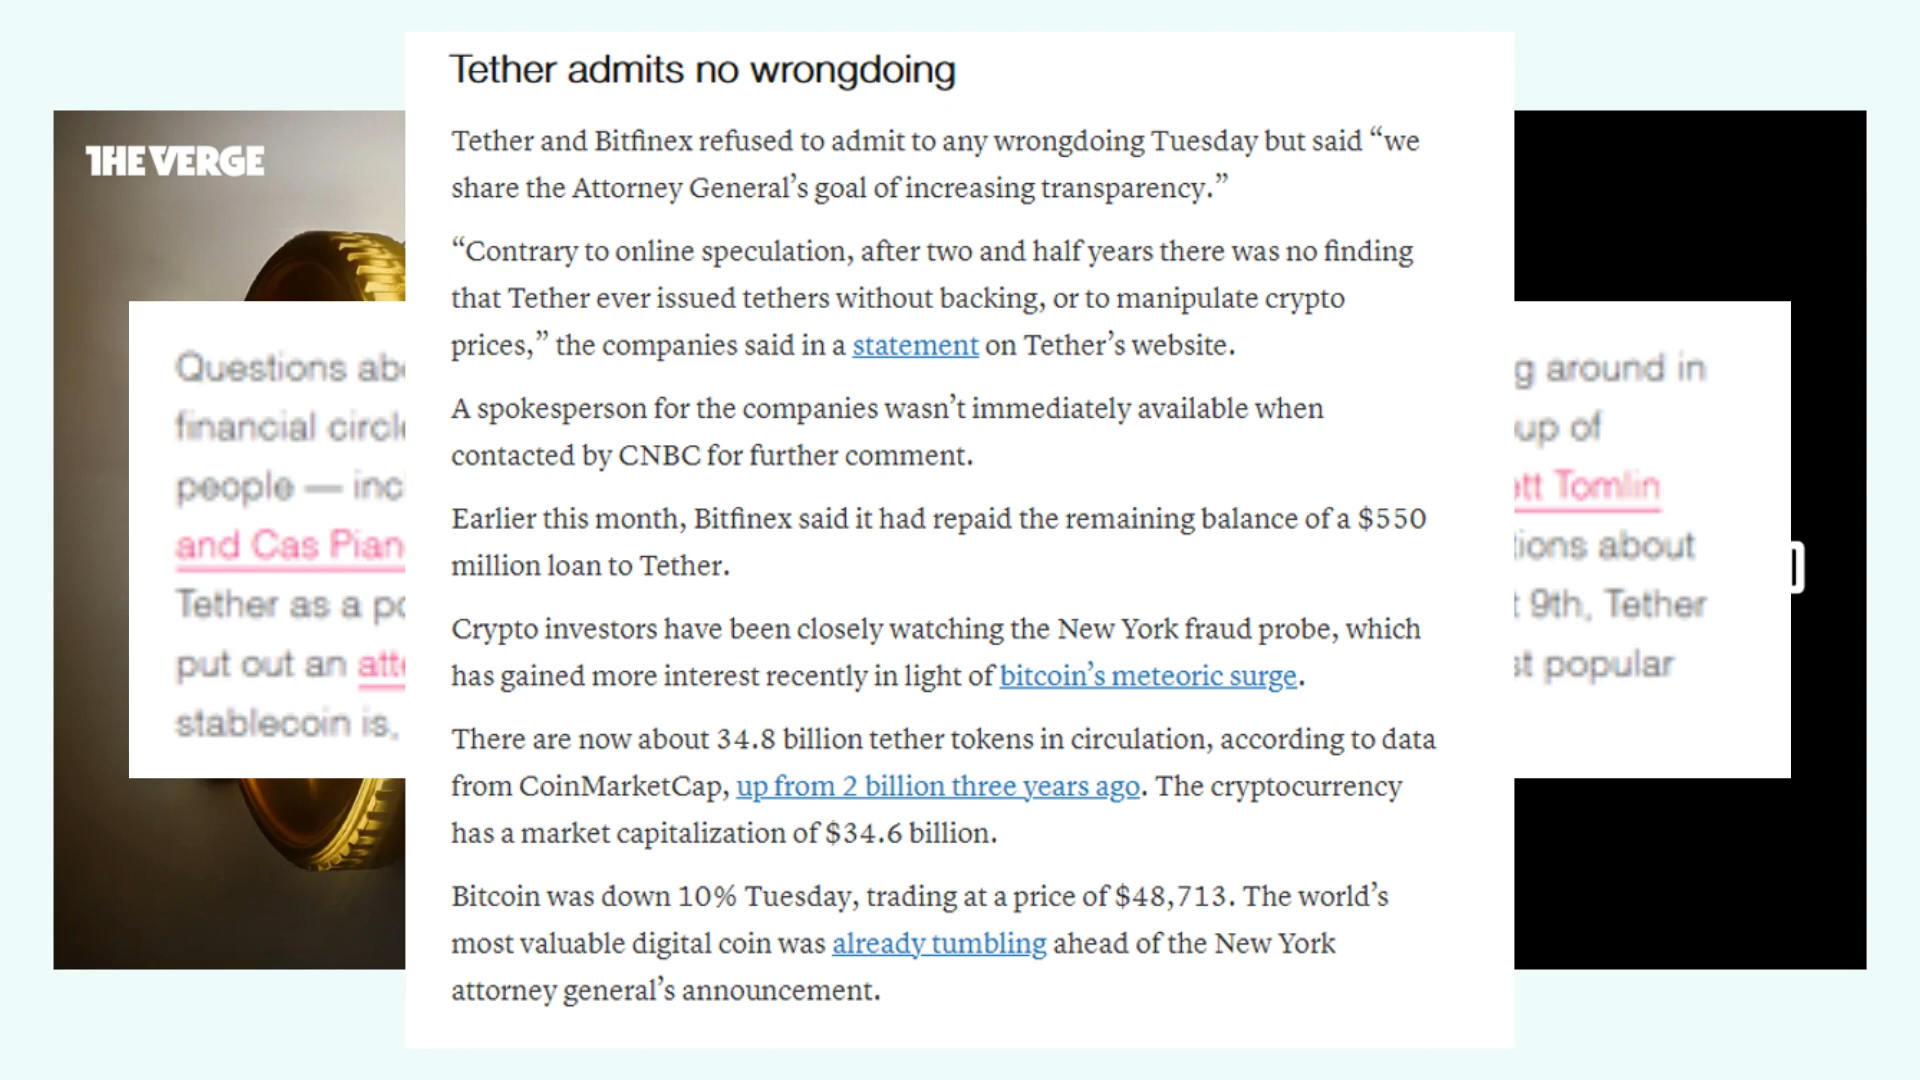 Tether admits no wrongdoing
Tether and Bitfinex refused to admit to any wrongdoing Tuesday but said “we
share the Attorney General’s goal of increasing transparency.”
“Contrary to online speculation, after two and half years there was no finding
that Tether ever issued tethers without backing, or to manipulate crypto
prices,” the companies said in a statement on Tether’s website.
A spokesperson for the companies wasn’t immediately available when
contacted by CNBC for further comment.
Earlier this month, Bitfinex said it had repaid the remaining balance of a $550
million loan to Tether.
Crypto investors have been closely watching the New York fraud probe, which
has gained more interest recently in light of bitcoin’s meteoric surge.
There are now about 34.8 billion tether tokens in circulation, according to data
from CoinMarketCap, up from 2 billion three years ago. The cryptocurrency
has a market capitalization of $34.6 billion.
Bitcoin was down 10% Tuesday, trading at a price of $48,713. The world’s
most valuable digital coin was already tumbling ahead of the New York
attorney general’s announcement.
THE VERGE
Questions
financial
people —
and Cas
Tether as a
put out an
stablecoin is,
around in
of
Tomlin
about
9th, Tether
popular